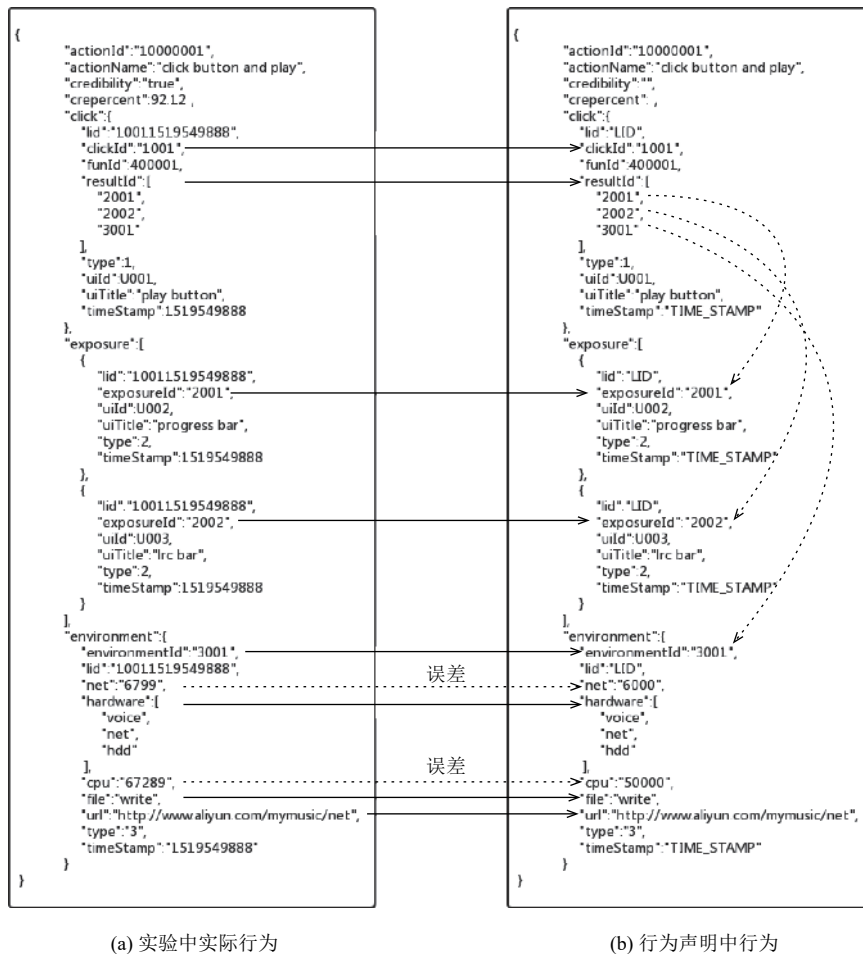 {
"actionId":"10000001",
"actionName":"click button and play",
"credibility":"true",
"crepercent":92.12 ,
"click":{
"lid":"10011519549888",
"clickId":"1001",
"funId":400001,
"resultId":[
"2001",
"2002",
"3001"
],
"type":1,
"uiId":U001,
"uiTitle":"play button",
"timeStamp":1519549888
},
"exposure":[
{
"lid":"10011519549888",
"exposureId":"2001",
"uiId":U002,
"uiTitle":"progress bar",
"type":2,
"timeStamp":1519549888
},
{
"lid":"10011519549888",
"exposureId":"2002",
"uiId":U003,
"uiTitle":"lrc bar",
"type":2,
"timeStamp":1519549888
}
],
"environment":{
"environmentId":"3001",
"lid":"10011519549888",
"net":"6799",
"hardware":[
"voice",
"net",
"hdd"
],
"cpu":"67289",
"file":"write",
"url":"http://www.aliyun.com/mymusic/net",
"type":"3",
"timeStamp":"1519549888"
}
}
误差
误差
{
"actionId":"10000001",
"actionName":"click button and play",
"credibility":"",
"crepercent": ,
"click":{
"lid":"LID",
"clickId":"1001",
"funId":400001,
"resultId":[
"2001",
"2002",
"3001"
],
"type":1,
"uiId":U001,
"uiTitle":"play button",
"timeStamp":"TIME_STAMP"
},
"exposure":[
{
"lid":"LID",
"exposureId":"2001",
"uiId":U002,
"uiTitle":"progress bar",
"type":2,
"timeStamp":"TIME_STAMP"
},
{
"lid":"LID",
"exposureId":"2002",
"uiId":U003,
"uiTitle":"lrc bar",
"type":2,
"timeStamp":"TIME_STAMP"
}
],
"environment":{
"environmentId":"3001",
"lid":"LID",
"net":"6000",
"hardware":[
"voice",
"net",
"hdd"
],
"cpu":"50000",
"file":"write",
"url":"http://www.aliyun.com/mymusic/net",
"type":"3",
"timeStamp":"TIME_STAMP"
}
}
(a) 实验中实际行为
(b) 行为声明中行为